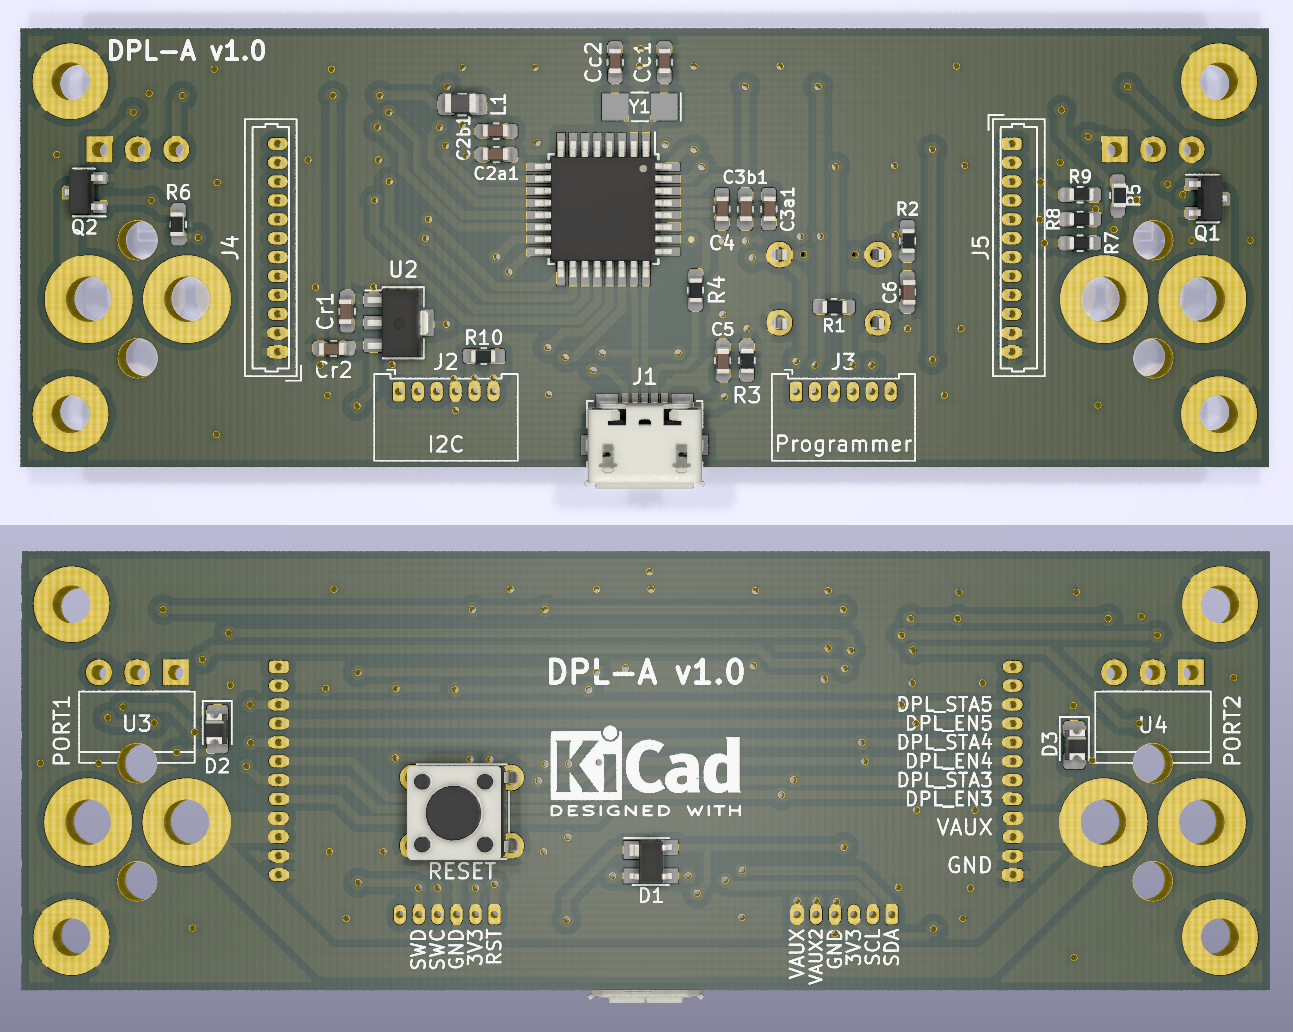 DPL-A v1.0
Cc2
Cc1
Y1
L1
C2b1
C2a1
R6
Q2
J4
C3b1
C3a1
C4
R2
J5
R9
R5
R8
R7
Q1
U2
Cr1
Cr2
R10
R4
C6
R1
C5
R3
J2
I2C
J1
J3
Programmer
DPL-A v1.0
PORT1
U3
D2
KiCad
DESIGNED WITH
RESET
D1
DPL_STA5
DPL_EN5
DPL_STA4
DPL_EN4
DPL_STA3
DPL_EN3
VAUX
GND
D3
U4
PORT2
SWD
SWC
GND
3V3
RST
VAUX
VAUX2
GND
3V3
SCL
SDA